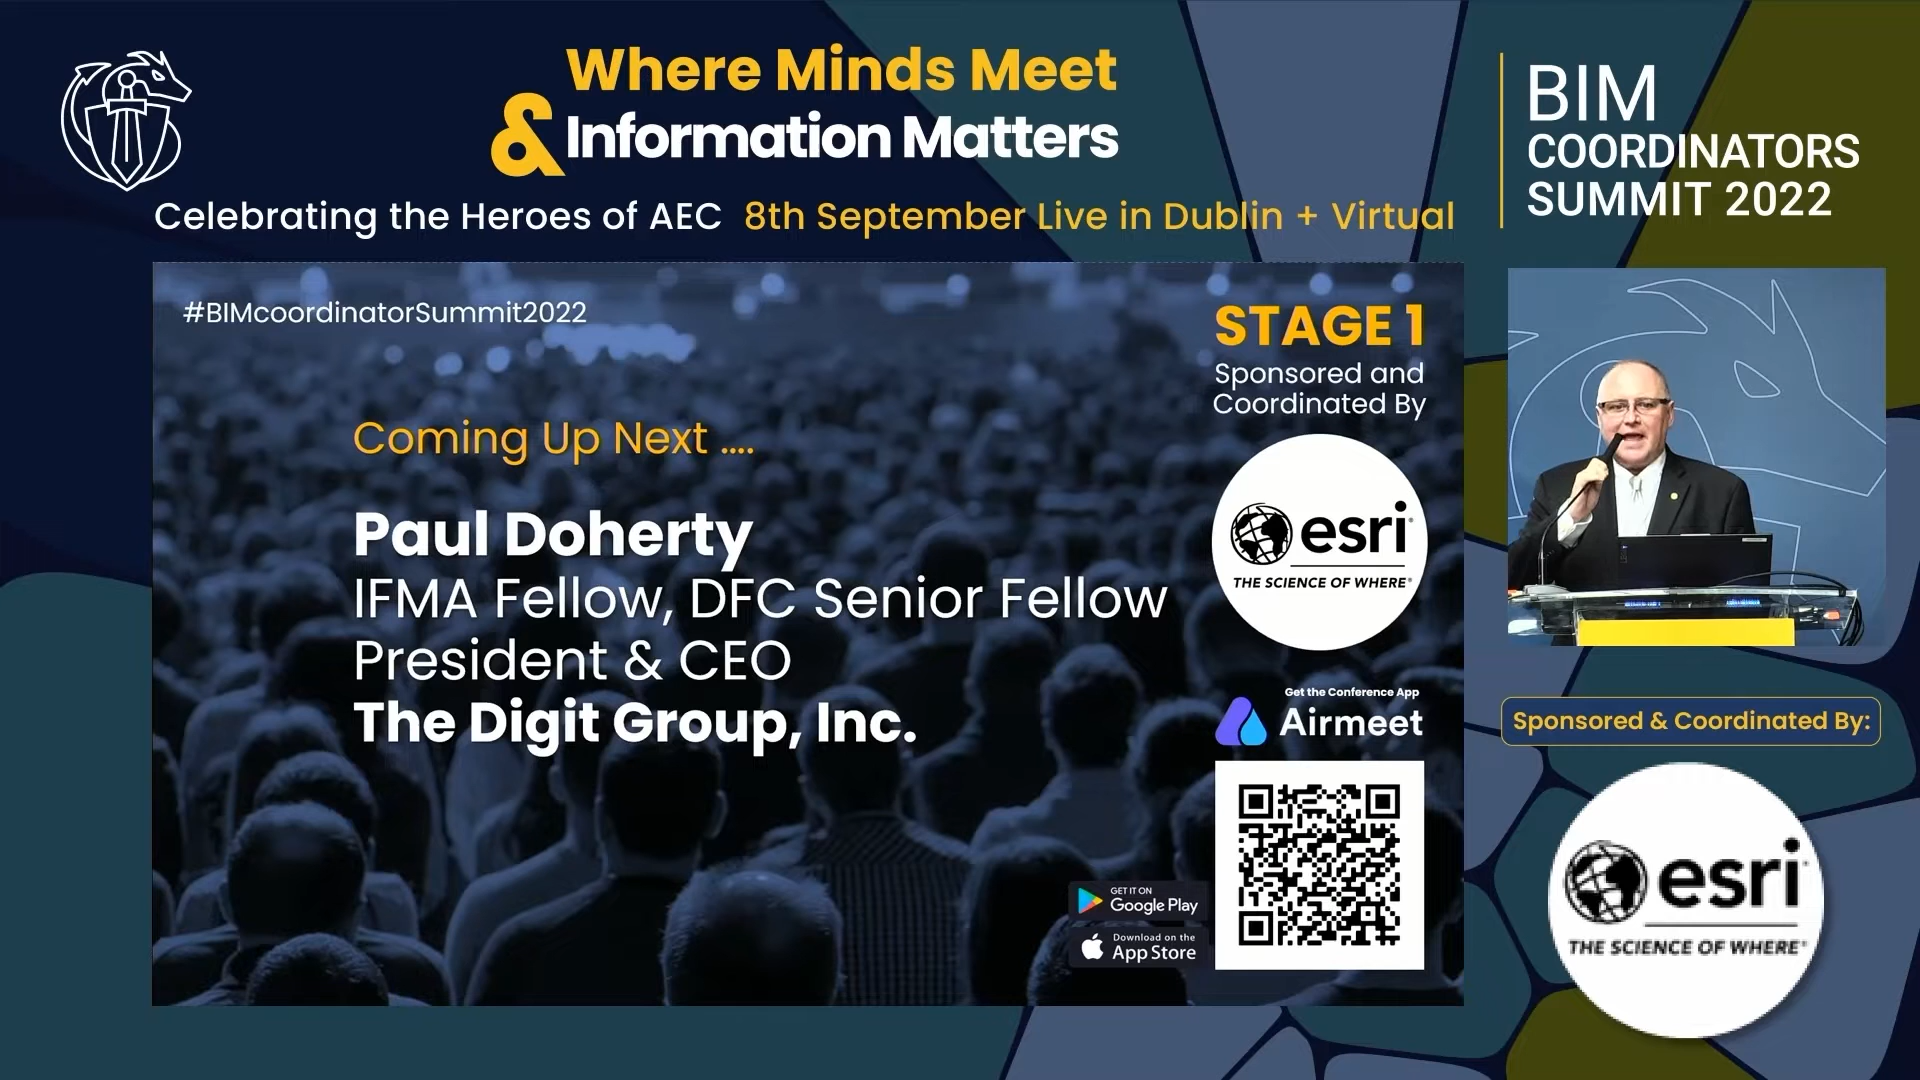 Where Minds Meet
& Information Matters
Celebrating the Heroes of AEC 8th September Live in Dublin + Virtual
BIM
COORDINATORS
SUMMIT 2022
#BIMcoordinatorSummit2022
STAGE 1
Sponsored and
Coordinated By
esri
THE SCIENCE OF WHERE®
Coming Up Next ....
Paul Doherty
IFMA Fellow, DFC Senior Fellow
President & CEO
The Digit Group, Inc.
Get the Conference App
Airmeet
GET IT ON
Google Play
Download on the
App Store
Sponsored & Coordinated By:
esri
THE SCIENCE OF WHERE®